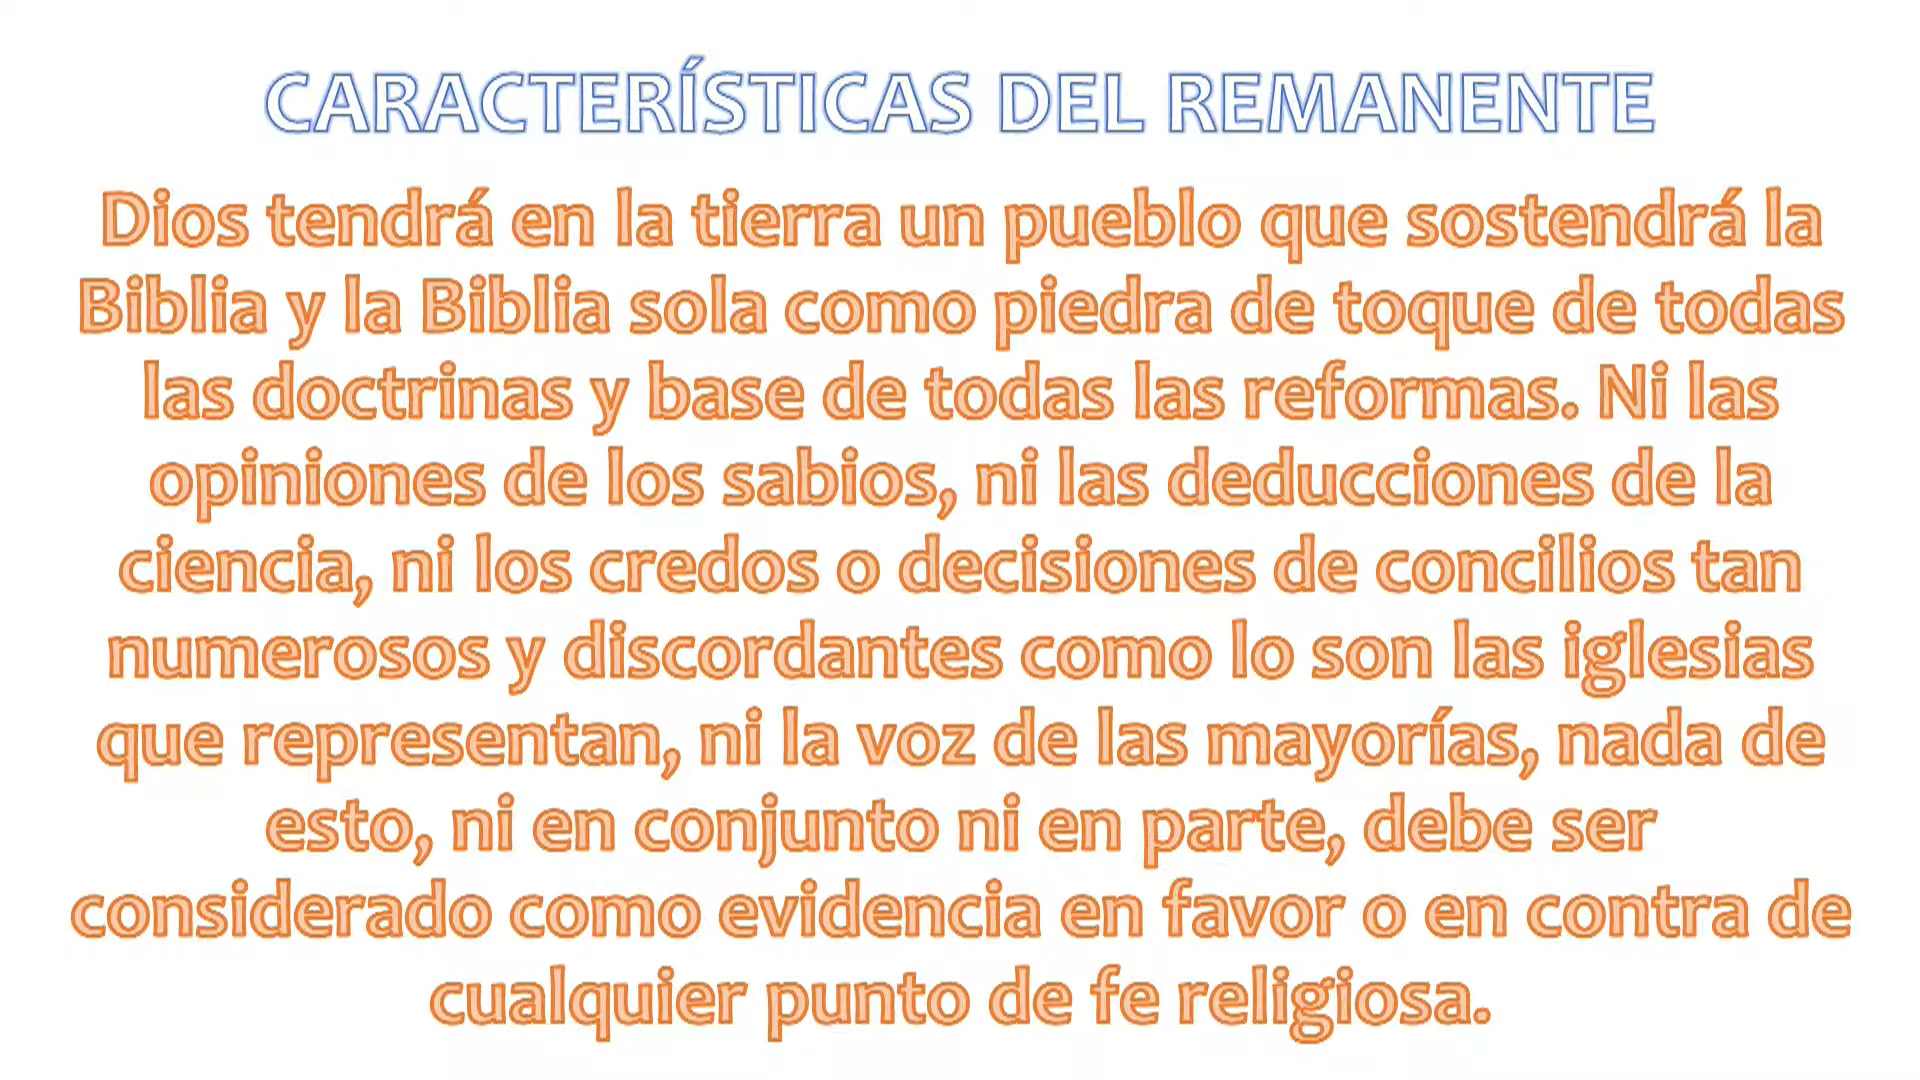 CARACTERÍSTICAS DEL REMANENTE
Dios tendrá en la tierra un pueblo que sostendrá la
Biblia y la Biblia sola como piedra de toque de todas
las doctrinas y base de todas las reformas. Ni las
opiniones de los sabios, ni las deducciones de la
ciencia, ni los credos o decisiones de concilios tan
numerosos y discordantes como lo son las iglesias
que representan, ni la voz de las mayorías, nada de
esto, ni en conjunto ni en parte, debe ser
considerado como evidencia en favor o en contra de
cualquier punto de fe religiosa.